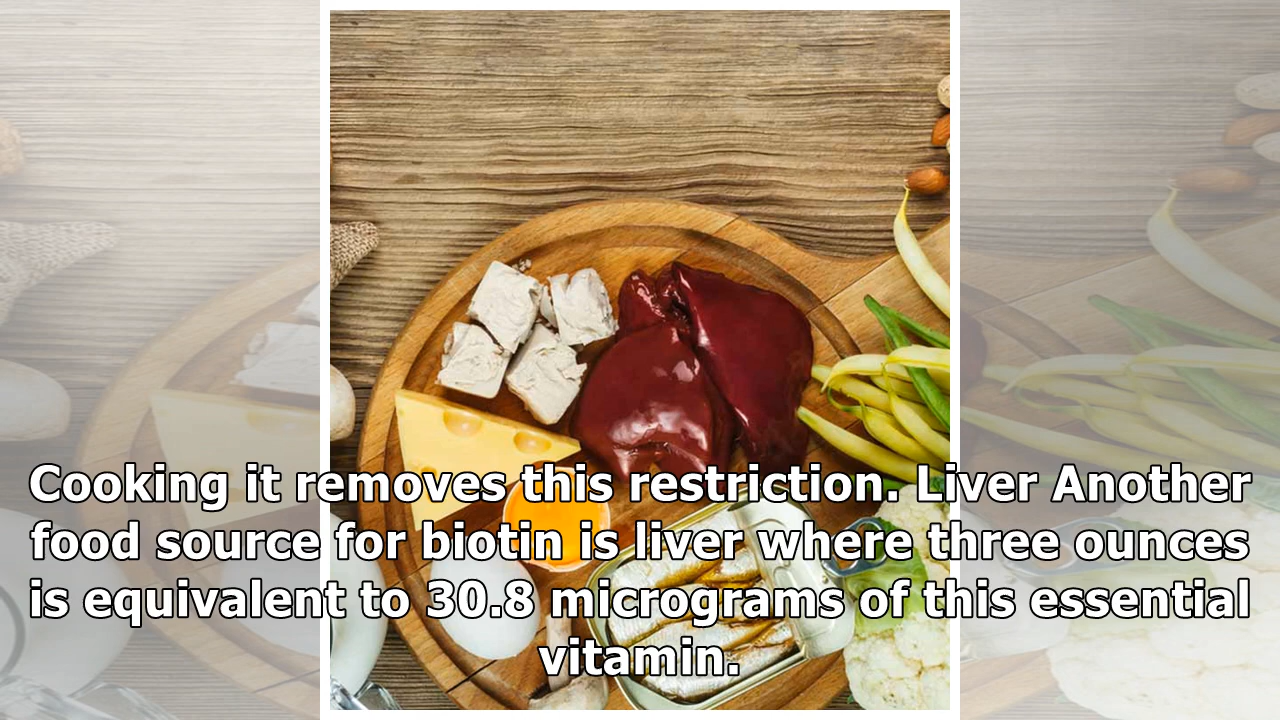 Cooking it removes this restriction. Liver Another
food source for biotin is liver where three ounces
is equivalent to 30.8 micrograms of this essential
vitamin.